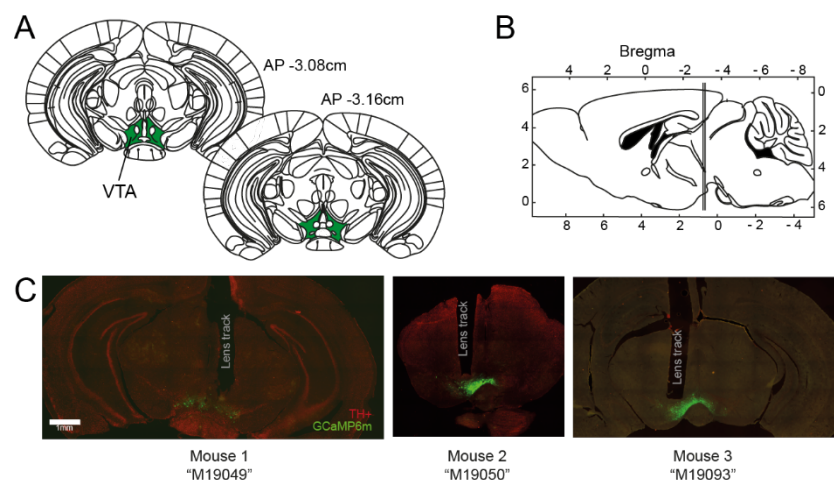 A
AP -3.08cm
AP -3.16cm
VTA
B
Bregma
4 2 0 -2 -4 -6 -8
6
4
2
0
0
2
4
6
8 6 4 2 0 -2 -4
C
Lens track
TH+
GCaMP6m
1mm
Lens track
Lens track
Mouse 1
"M19049"
Mouse 2
"M19050"
Mouse 3
"M19093"